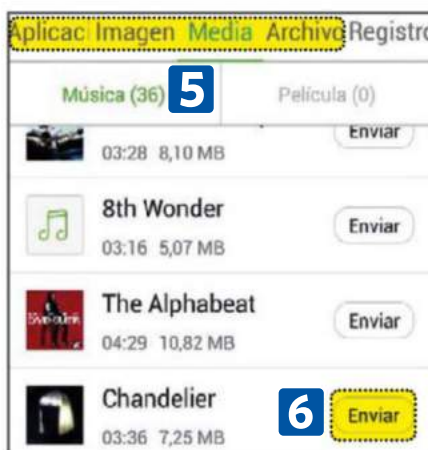 Aplicac Imagen Media Archivo Registro
Música (36) 5 Película (0)
03:28 8,10 MB Enviar
8th Wonder
03:16 5,07 MB Enviar
The Alphabeat
04:29 10,82 MB Enviar
Chandelier
03:36 7,25 MB 6 Enviar